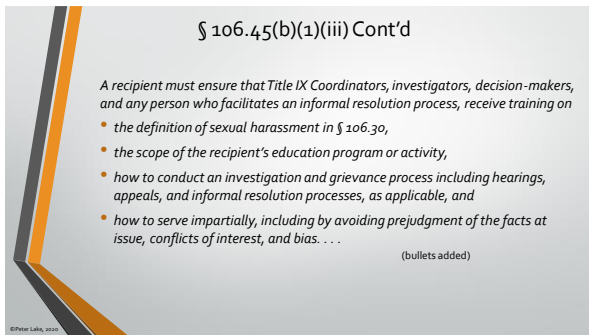 § 106.45(b)(1)(iii) Cont’d
A recipient must ensure that Title IX Coordinators, investigators, decision-makers,
and any person who facilitates an informal resolution process, receive training on
• the definition of sexual harassment in § 106.30,
• the scope of the recipient’s education program or activity,
• how to conduct an investigation and grievance process including hearings,
appeals, and informal resolution processes, as applicable, and
• how to serve impartially, including by avoiding prejudgment of the facts at
issue, conflicts of interest, and bias. . . .
(bullets added)
©Peter Lake, 2020